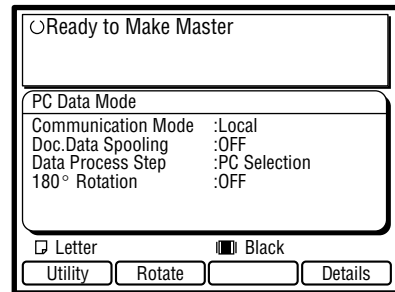 Ready to Make Master
PC Data Mode
Communication Mode :Local
Doc.Data Spooling :OFF
Data Process Step :PC Selection
180° Rotation :OFF
Letter Black
Utility Rotate Details